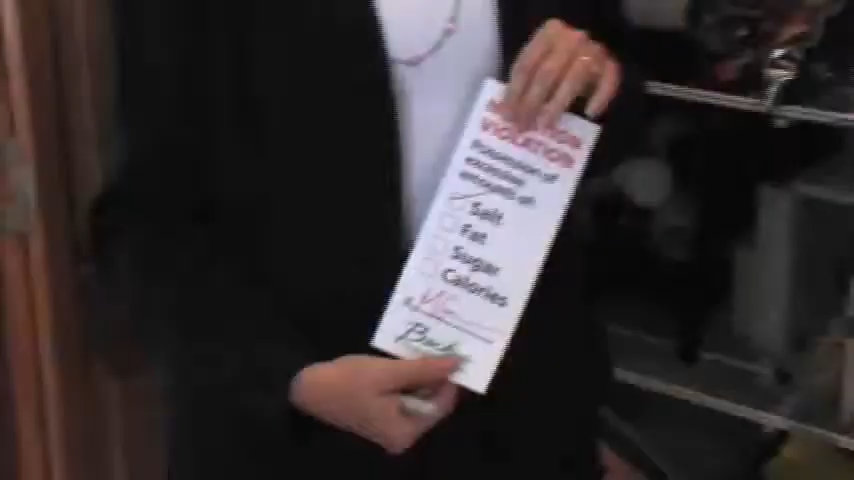 VIOLATION
Possession of
excessive
amounts of:
Salt
Fat
Sugar
Calories